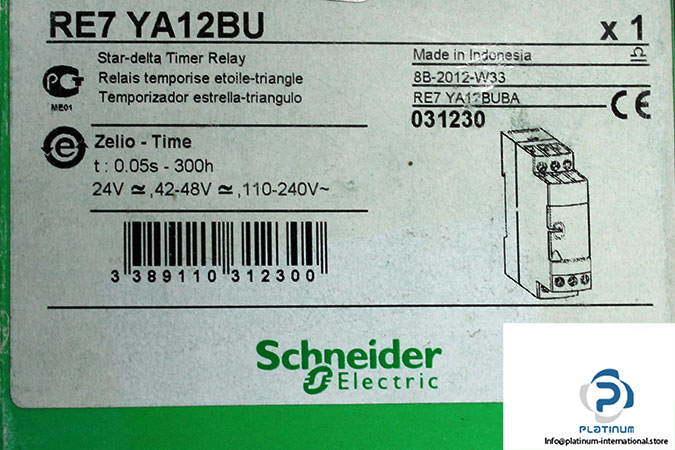 RE7 YA12BU x 1
Star-delta Timer Relay
Relais temporise etoile-triangle
Temporizador estrella-triangulo
ME01
Made in Indonesia
8B-2012-W33
RE7 YA12BUBA
031230
CE
e
Zelio - Time
t : 0.05s - 300h
24V ≃ ,42-48V ≃ ,110-240V~
3 389110 312300
Schneider
Electric
PLATINUM
Info@platinum-international.store